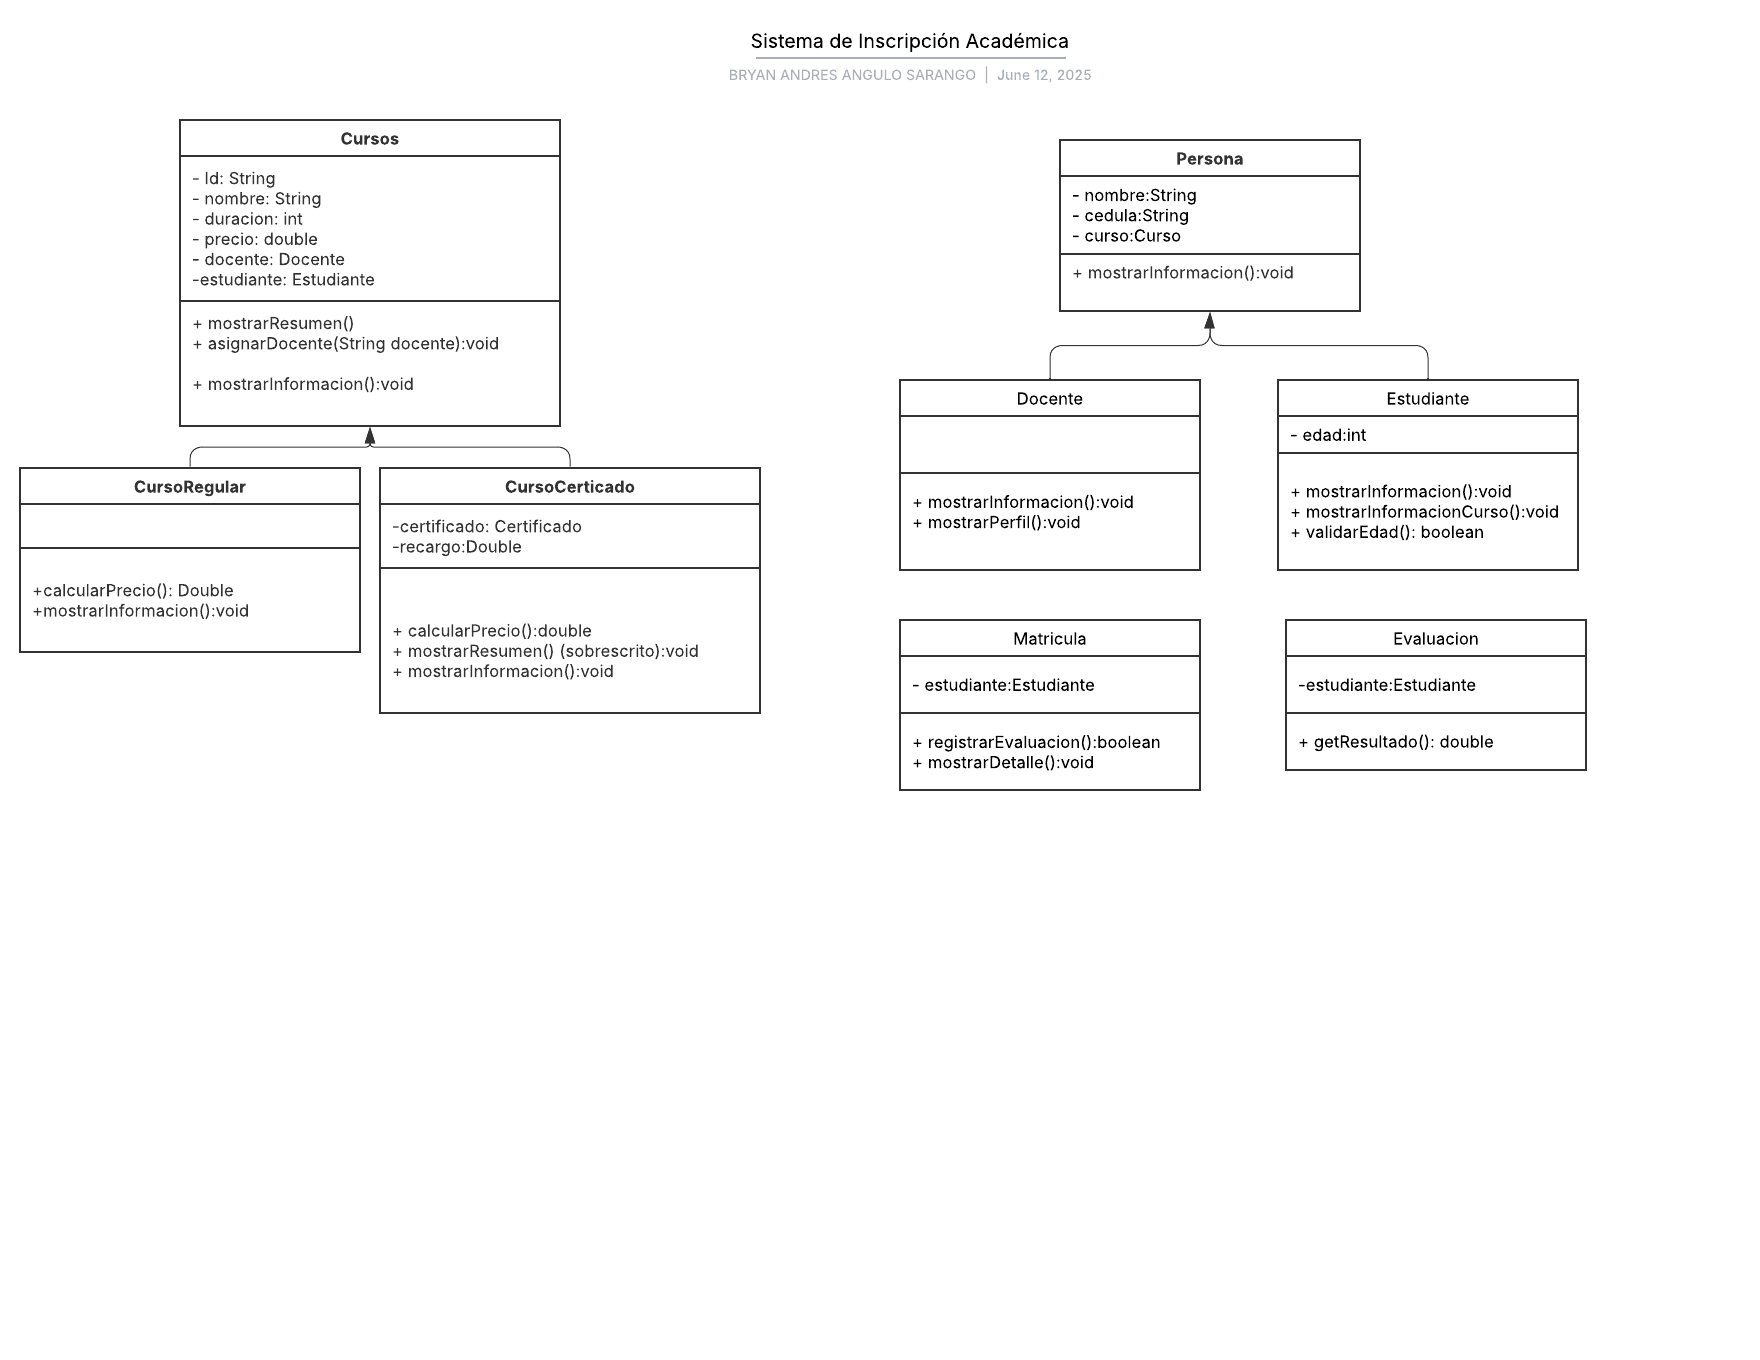 Sistema de Inscripción Académica
BRYAN ANDRES ANGULO SARANGO | June 12, 2025
Cursos
- Id: String
- nombre: String
- duracion: int
- precio: double
- docente: Docente
-estudiante: Estudiante
+ mostrarResumen()
+ asignarDocente(String docente):void
+ mostrarInformacion():void
CursoRegular
+calcularPrecio(): Double
+mostrarInformacion():void
CursoCerticado
-certificado: Certificado
-recargo:Double
+ calcularPrecio():double
+ mostrarResumen() (sobrescrito):void
+ mostrarInformacion():void
Persona
- nombre:String
- cedula:String
- curso:Curso
+ mostrarInformacion():void
Docente
+ mostrarInformacion():void
+ mostrarPerfil():void
Estudiante
- edad:int
+ mostrarInformacion():void
+ mostrarInformacionCurso():void
+ validarEdad(): boolean
Matricula
- estudiante:Estudiante
+ registrarEvaluacion():boolean
+ mostrarDetalle():void
Evaluacion
-estudiante:Estudiante
+ getResultado(): double